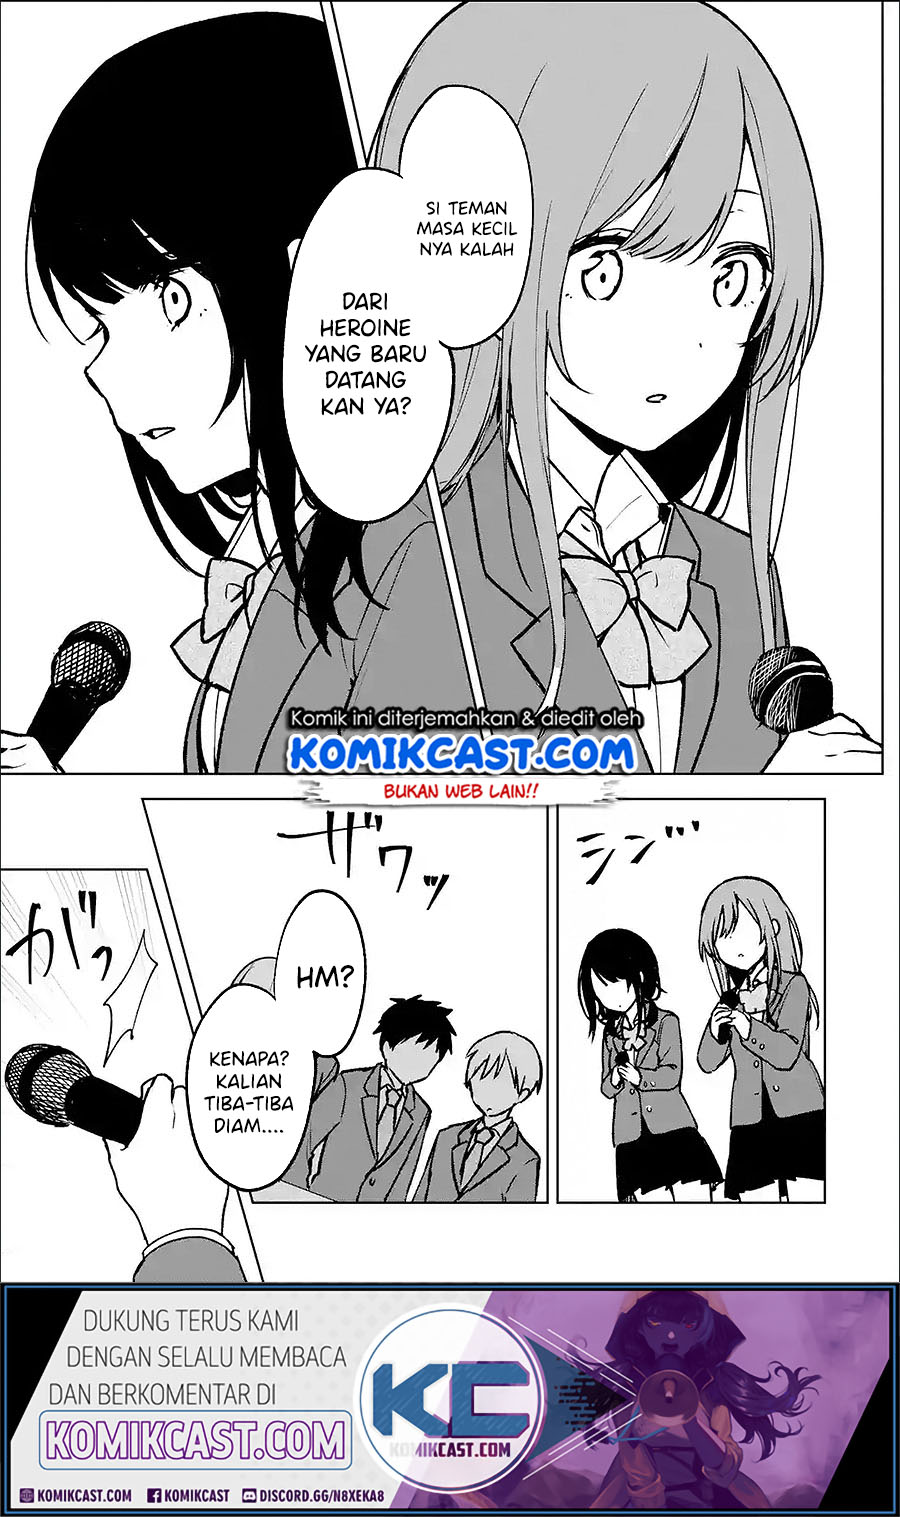 SI TEMAN
MASA KECIL
NYA KALAH
DARI
HEROINE
YANG BARU
DATANG
KAN YA?
Komik ini diterjemahkan & diedit oleh
KOMIKCAST.COM
BUKAN WEB LAIN!!
ガッ
ザワッ
HM?
KENAPA?
KALIAN
TIBA-TIBA
DIAM....
シン゛
DUKUNG TERUS KAMI
DENGAN SELALU MEMBACA
DAN BERKOMENTAR DI
KOMIKCAST.COM
KC
KOMIKCAST.COM
KOMIKCAST.COM
KOMIKCAST
DISCORD.GG/N8XEKA8